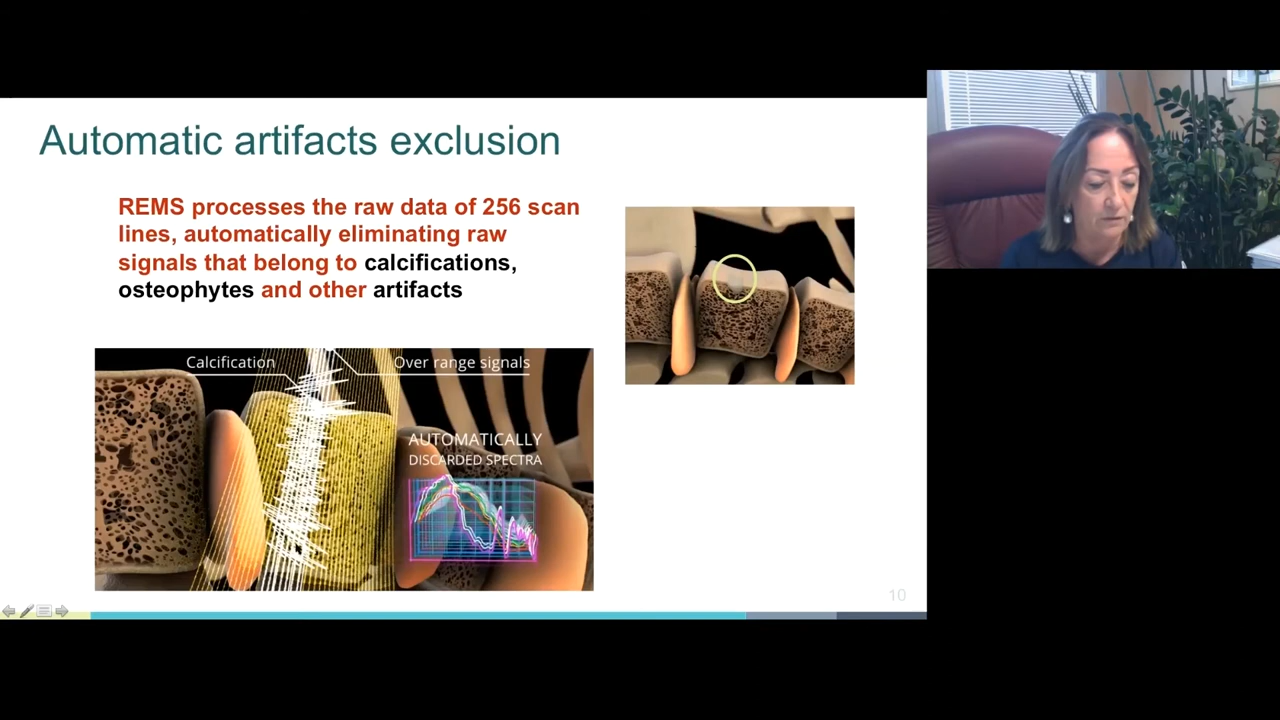 Automatic artifacts exclusion
REMS processes the raw data of 256 scan
lines, automatically eliminating raw
signals that belong to calcifications,
osteophytes and other artifacts
Calcification
Over range signals
AUTOMATICALLY
DISCARDED SPECTRA
10